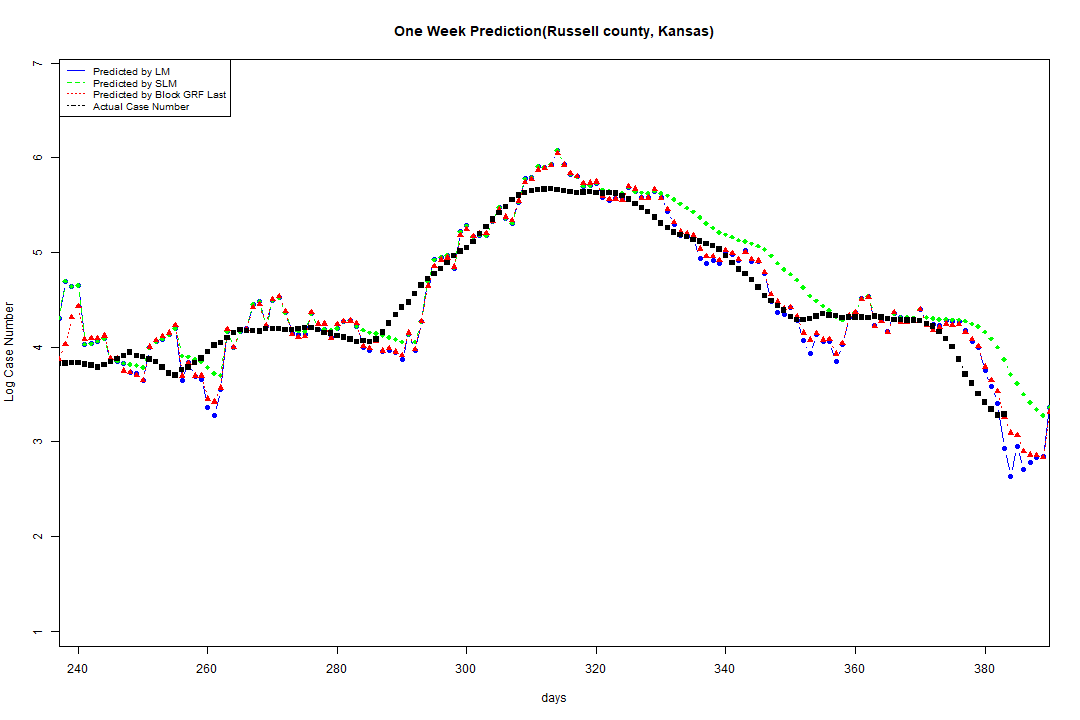 One Week Prediction(Russell county, Kansas)
Predicted by LM
Predicted by SLM
Predicted by Block GRF Last
Actual Case Number
7
6
5
4
3
2
1
Log Case Number
240 260 280 300 320 340 360 380
days